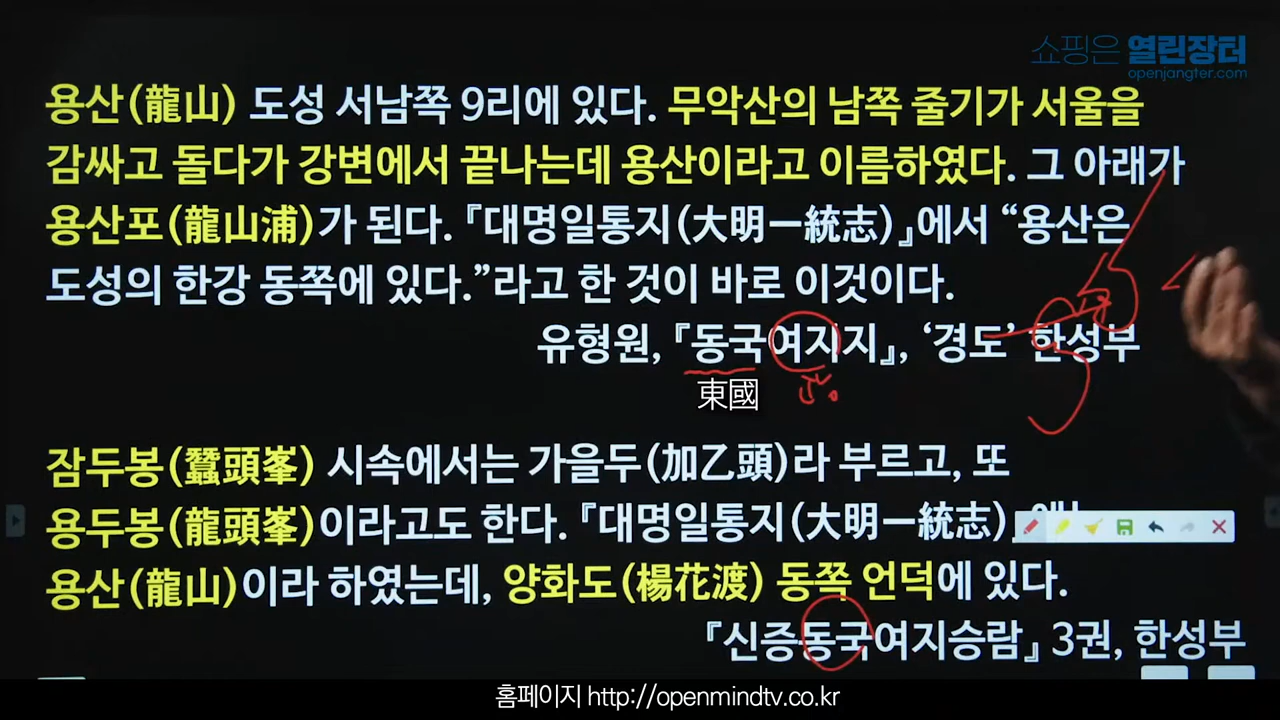 쇼핑은 열린장터
openjangter.com
용산(龍山) 도성 서남쪽 9리에 있다. 무악산의 남쪽 줄기가 서울을
감싸고 돌다가 강변에서 끝나는데 용산이라고 이름하였다. 그 아래가
용산포(龍山浦)가 된다.『대명일통지(大明一統志)』에서 “용산은
도성의 한강 동쪽에 있다.”라고 한 것이 바로 이것이다.
유형원,『동국여지지』, ‘경도’ 한성부
東國
잠두봉(蠶頭峯) 시속에서는 가을두(加乙頭)라 부르고, 또
용두봉(龍頭峯)이라고도 한다.『대명일통지(大明一統志)
용산(龍山)이라 하였는데, 양화도(楊花渡) 동쪽 언덕에 있다.
『신증동국여지승람』 3권, 한성부
홈페이지 http://openmindtv.co.kr